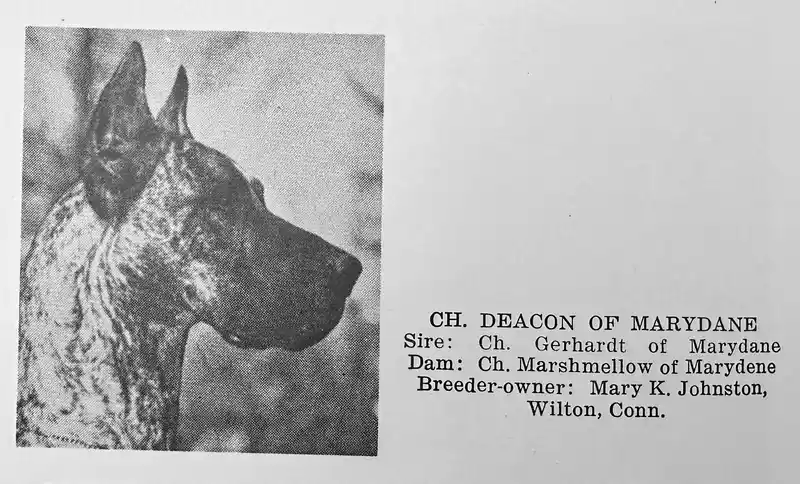 CH. DEACON OF MARYDANE
Sire: Ch. Gerhardt of Marydane
Dam: Ch. Marshmellow of Marydene
Breeder-owner: Mary K. Johnston,
Wilton, Conn.